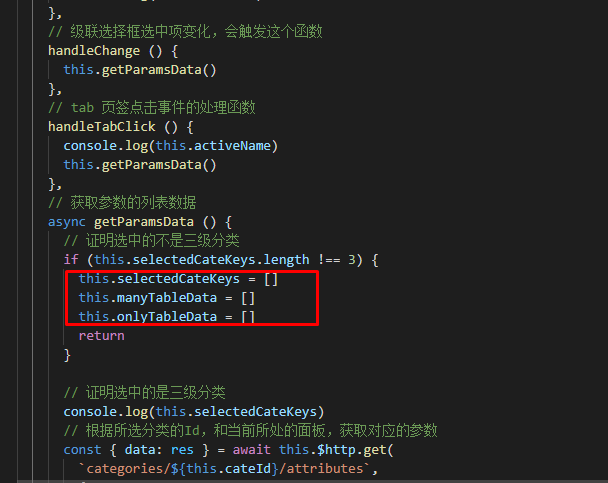 },
// 级联选择框选中项变化，会触发这个函数
handleChange () {
this.getParamsData()
},
// tab 页签点击事件的处理函数
handleTabClick () {
console.log(this.activeName)
this.getParamsData()
},
// 获取参数的列表数据
async getParamsData () {
// 证明选中的不是三级分类
if (this.selectedCateKeys.length !== 3) {
this.selectedCateKeys = []
this.manyTableData = []
this.onlyTableData = []
return
}
// 证明选中的是三级分类
console.log(this.selectedCateKeys)
// 根据所选分类的Id，和当前所处的面板，获取对应的参数
const { data: res } = await this.$http.get(
`categories/${this.cateId}/attributes`,